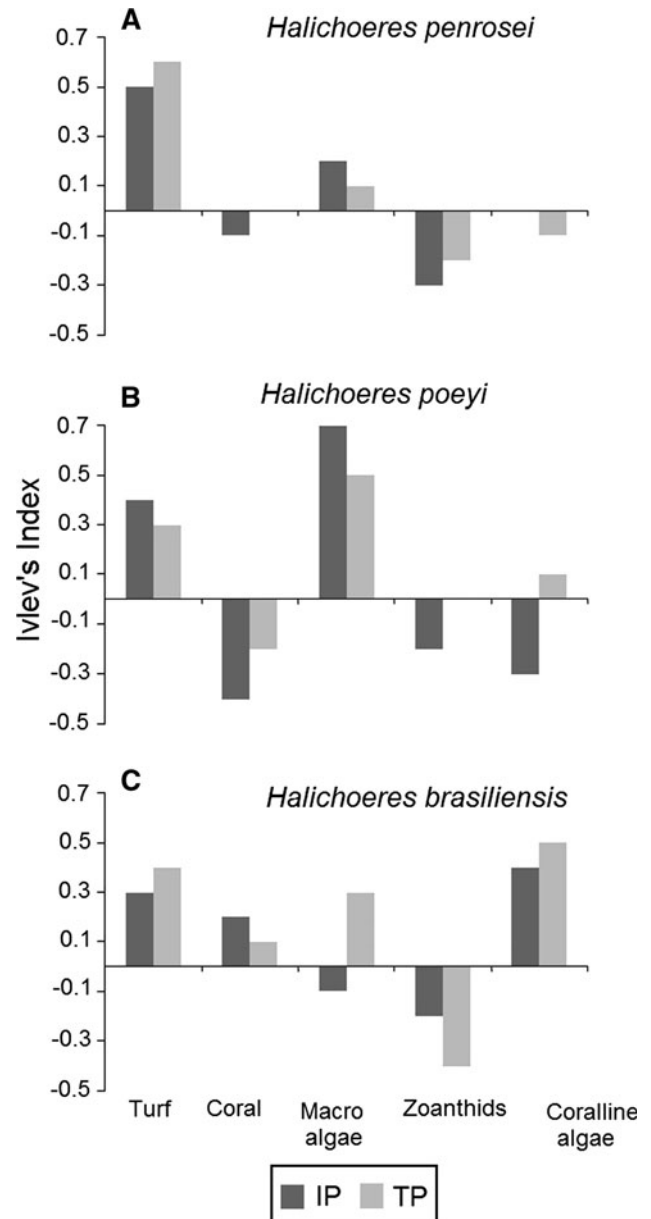 A
Halichoeres penrosei
0.7
0.5
0.3
0.1
-0.1
-0.3
-0.5
B
Halichoeres poeyi
0.7
0.5
0.3
0.1
-0.1
-0.3
-0.5
Ivlev's Index
C
Halichoeres brasiliensis
0.7
0.5
0.3
0.1
-0.1
-0.3
-0.5
Turf Coral Macro Zoanthids Coralline
algae algae
IP TP